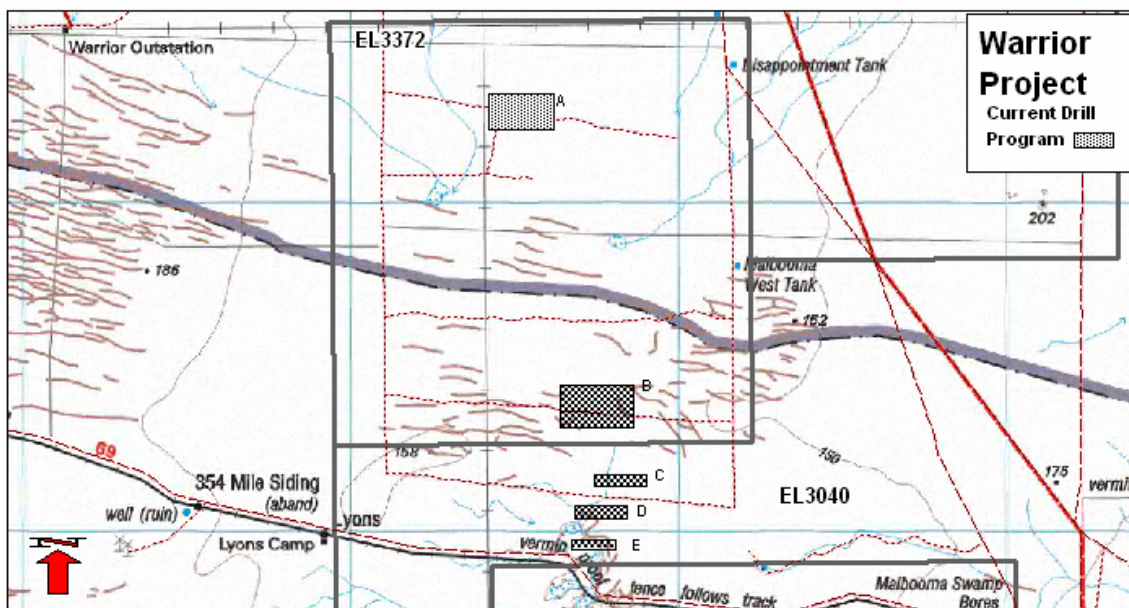 EL3372
Warrior Outstation
Disappointment Tank
Warrior
Project
Current Drill
Program
A
202
186
Malbooma
West Tank
152
B
69
158
150
354 Mile Siding
(aband)
C
EL3040
175
well (ruin)
Lyons
D
Lyons Camp
vermin
E
fence follows track
Malbooma Swamp
Bores